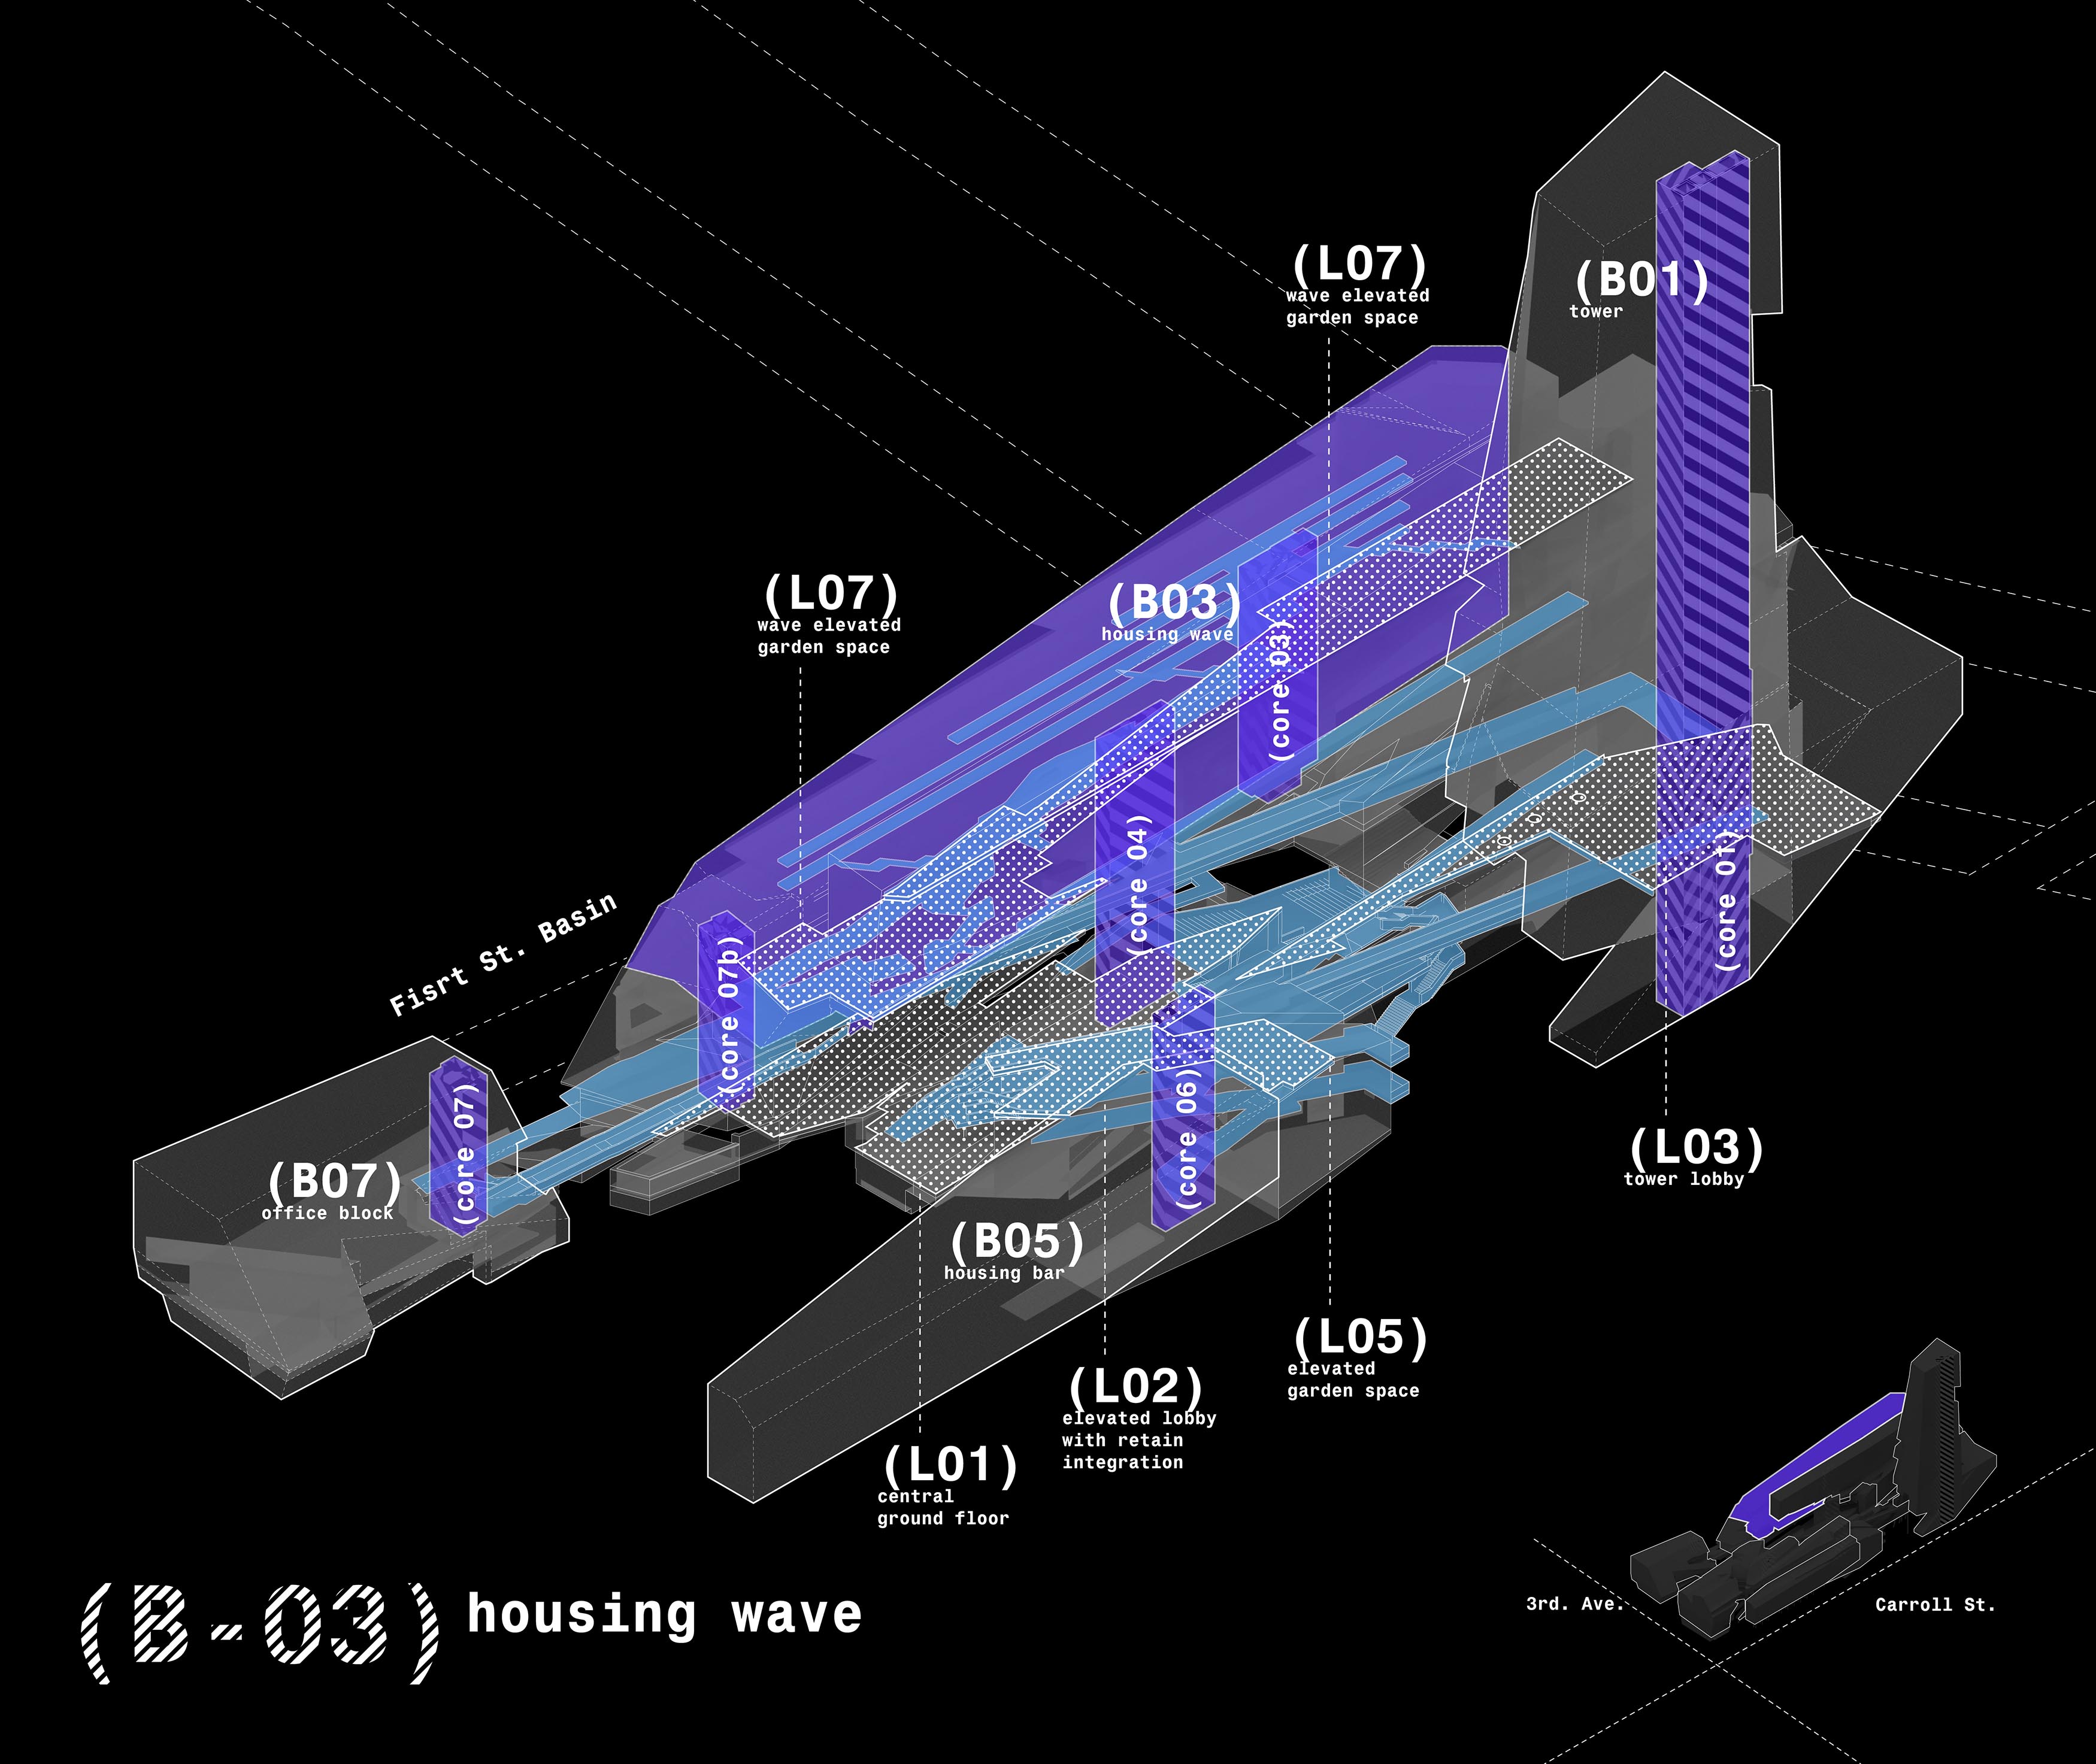 (L07)
wave elevated
garden space
(B01)
tower
(L07)
wave elevated
garden space
(B03)
housing wave
(core 03)
(core 04)
(core 01)
Fisrt St. Basin
(core 07b)
(core 07)
(B07)
office block
(core 06)
(L03)
tower lobby
(B05)
housing bar
(L05)
elevated
garden space
(L02)
elevated lobby
with retain
integration
(L01)
central
ground floor
(B-03) housing wave
3rd. Ave.
Carroll St.